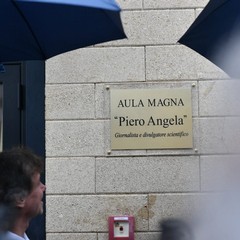 AULA MAGNA
"Piero Angela"
Giornalista e divulgatore scientifico